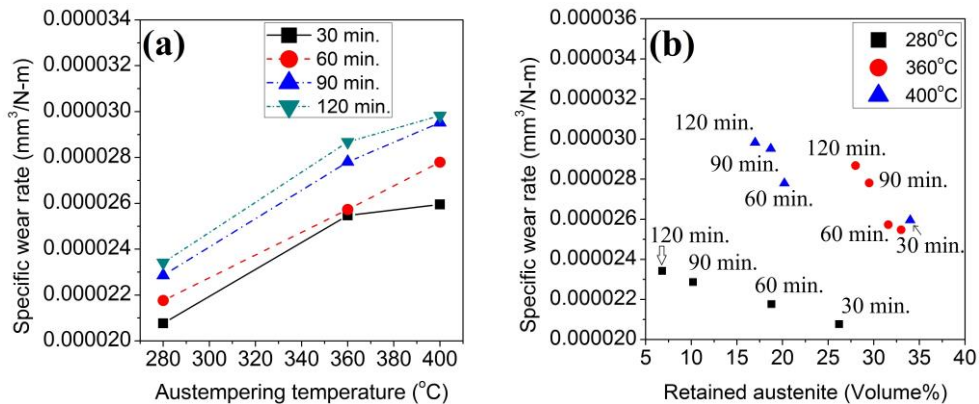 (a)
30 min.
60 min.
90 min.
120 min.
0.000034
0.000032
0.000030
0.000028
0.000026
0.000024
0.000022
0.000020
Specific wear rate (mm³/N-m)
280 300 320 340 360 380 400
Austempering temperature (°C)
(b)
280°C
360°C
400°C
0.000036
0.000034
0.000032
0.000030
0.000028
0.000026
0.000024
0.000022
0.000020
Specific wear rate (mm³/N-m)
120 min.
90 min.
60 min.
120 min.
90 min.
60 min.
30 min.
120 min.
90 min.
60 min.
30 min.
5 10 15 20 25 30 35 40
Retained austenite (Volume%)